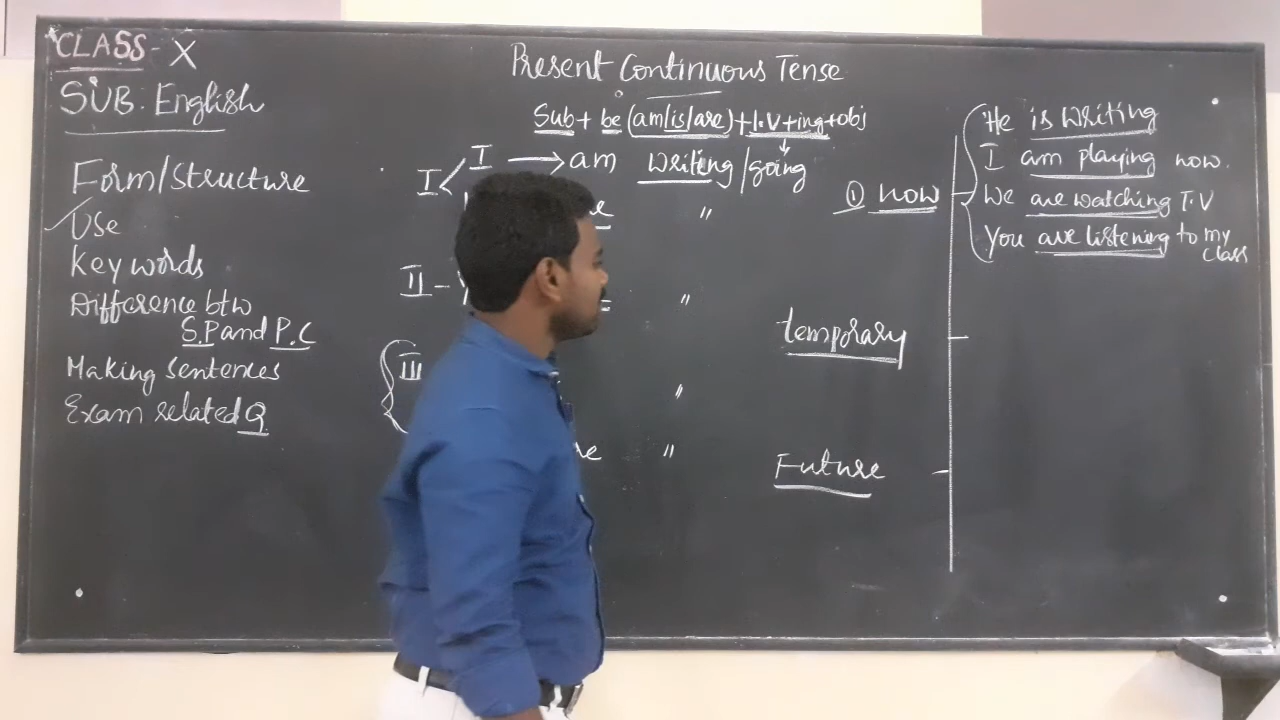 CLASS - X
SUB: English
Form/Structure
Use
Key words
Difference btw
S.P and P.C
Making sentences
Exam related Q
Present Continuous Tense
Sub + be (am/is/are) + I.V+ing+obj
I < I → am writing/going
"
II - "
III "
"
① now
temporary
Future
He is writing
I am playing now.
We are watching T.V
You are listening to my
class